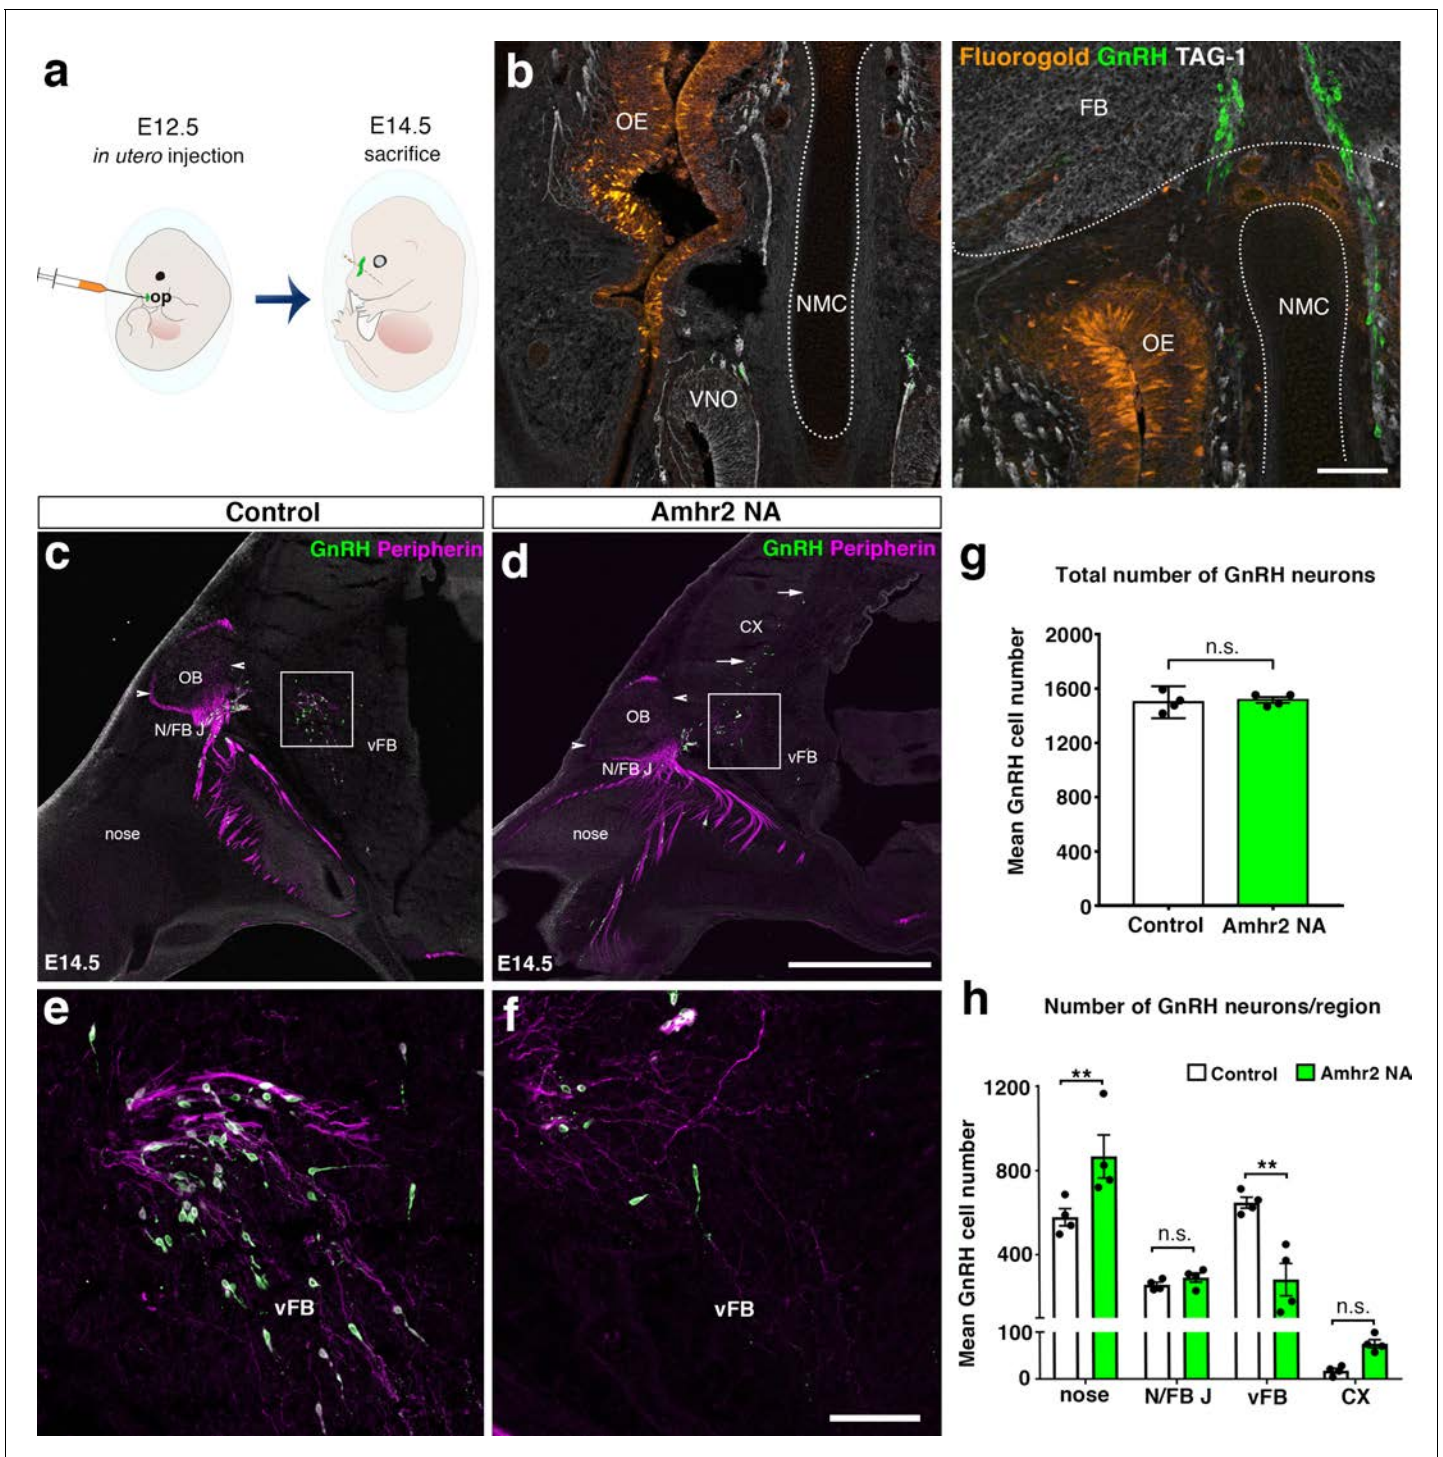 a
E12.5
in utero injection
E14.5
sacrifice
op
b
OE
NMC
VNO
Fluorogold GnRH TAG-1
FB
OE
NMC
Control
Amhr2 NA
c
GnRH Peripherin
OB
N/FB J
vFB
nose
E14.5
d
GnRH Peripherin
CX
OB
N/FB J
vFB
nose
E14.5
e
vFB
f
vFB
g
Total number of GnRH neurons
Mean GnRH cell number
2000
1600
1200
800
400
0
n.s.
Control
Amhr2 NA
h
Number of GnRH neurons/region
Control
Amhr2 NA
Mean GnRH cell number
1200
800
400
100
0
**
n.s.
**
n.s.
nose
N/FB J
vFB
CX